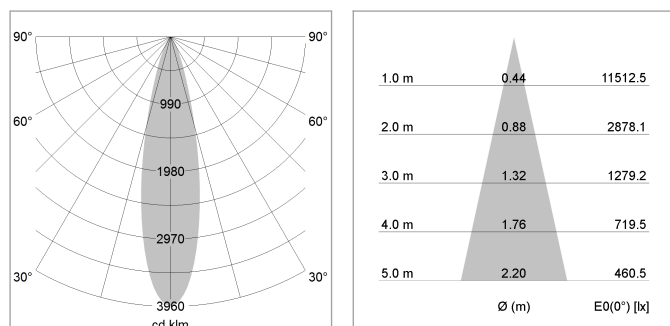 90° 90°
990
60° 60°
1980
2970
30° 30°
3960
cd klm
1.0 m 0.44 11512.5
2.0 m 0.88 2878.1
3.0 m 1.32 1279.2
4.0 m 1.76 719.5
5.0 m 2.20 460.5
Ø (m) E0(0°) [lx]